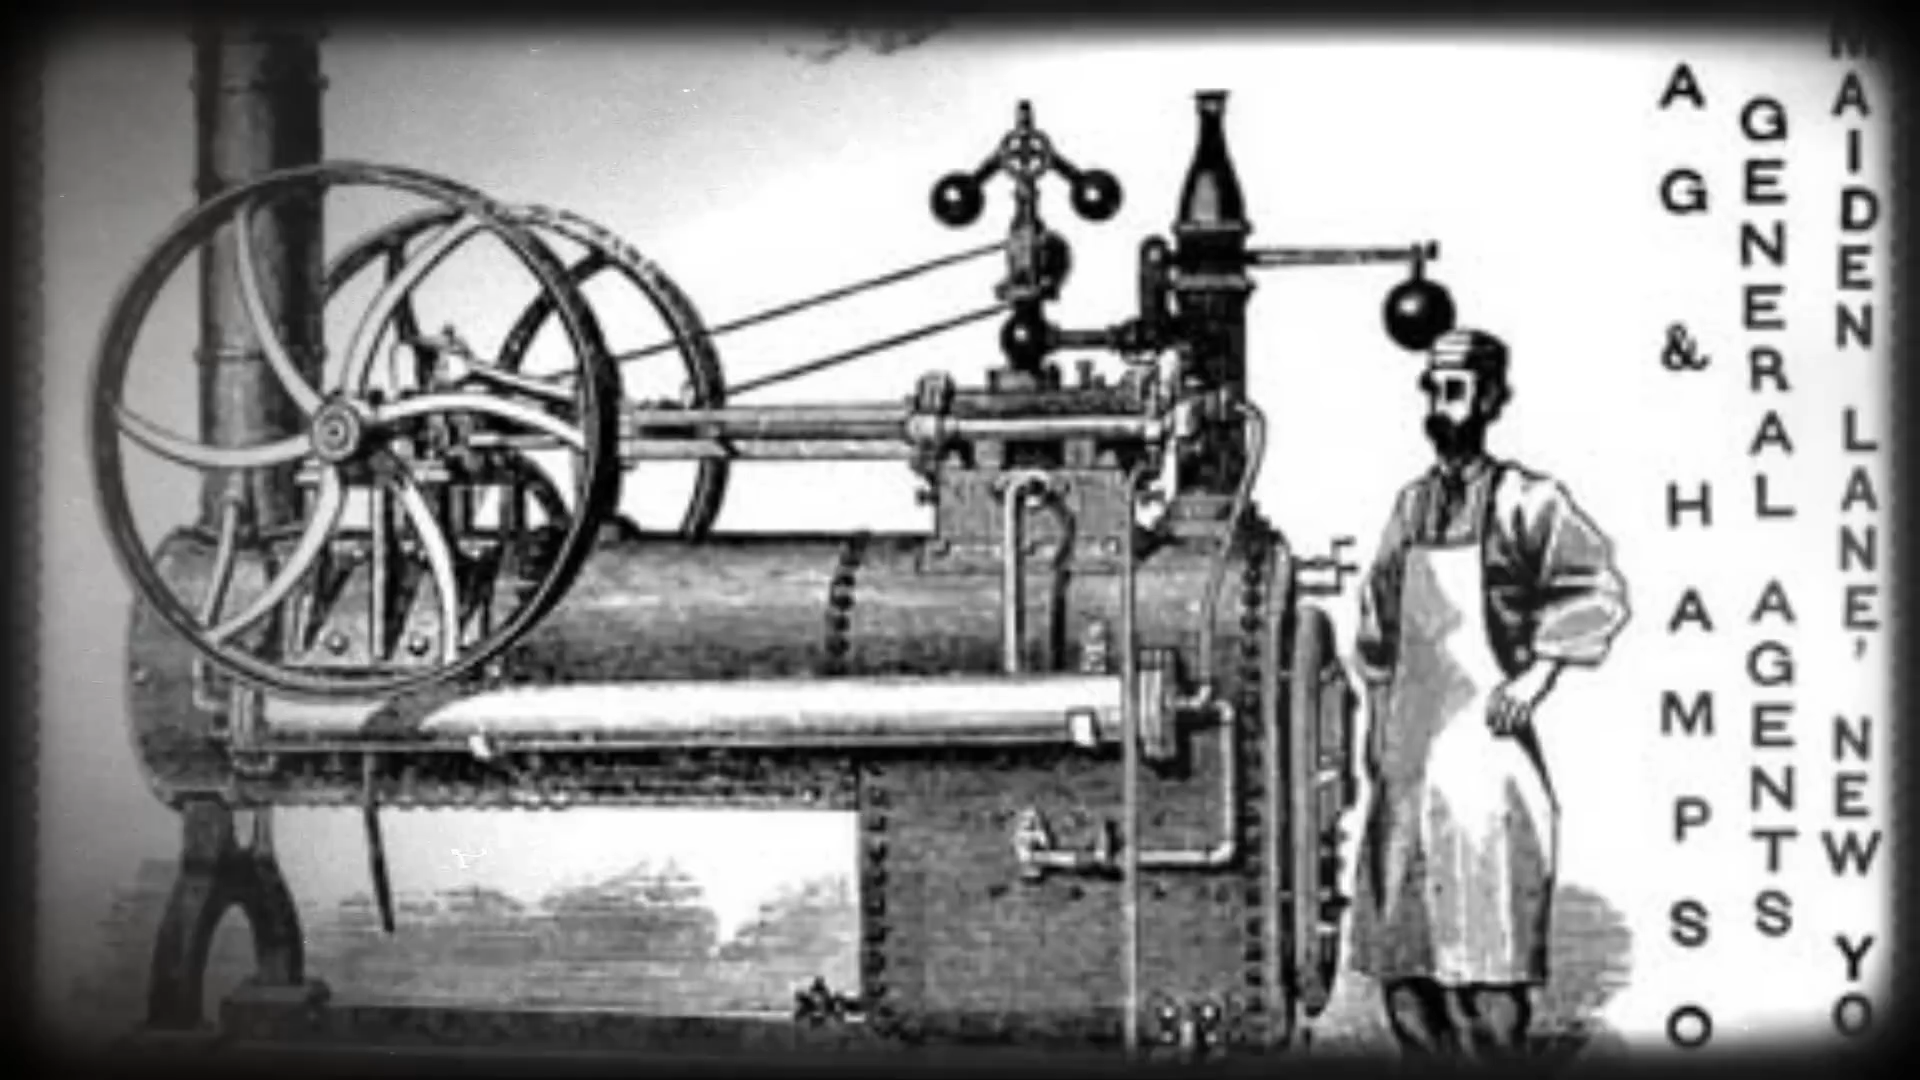 A G & H A M P S O
GENERAL AGENTS
MAIDEN LANE, NEW YO